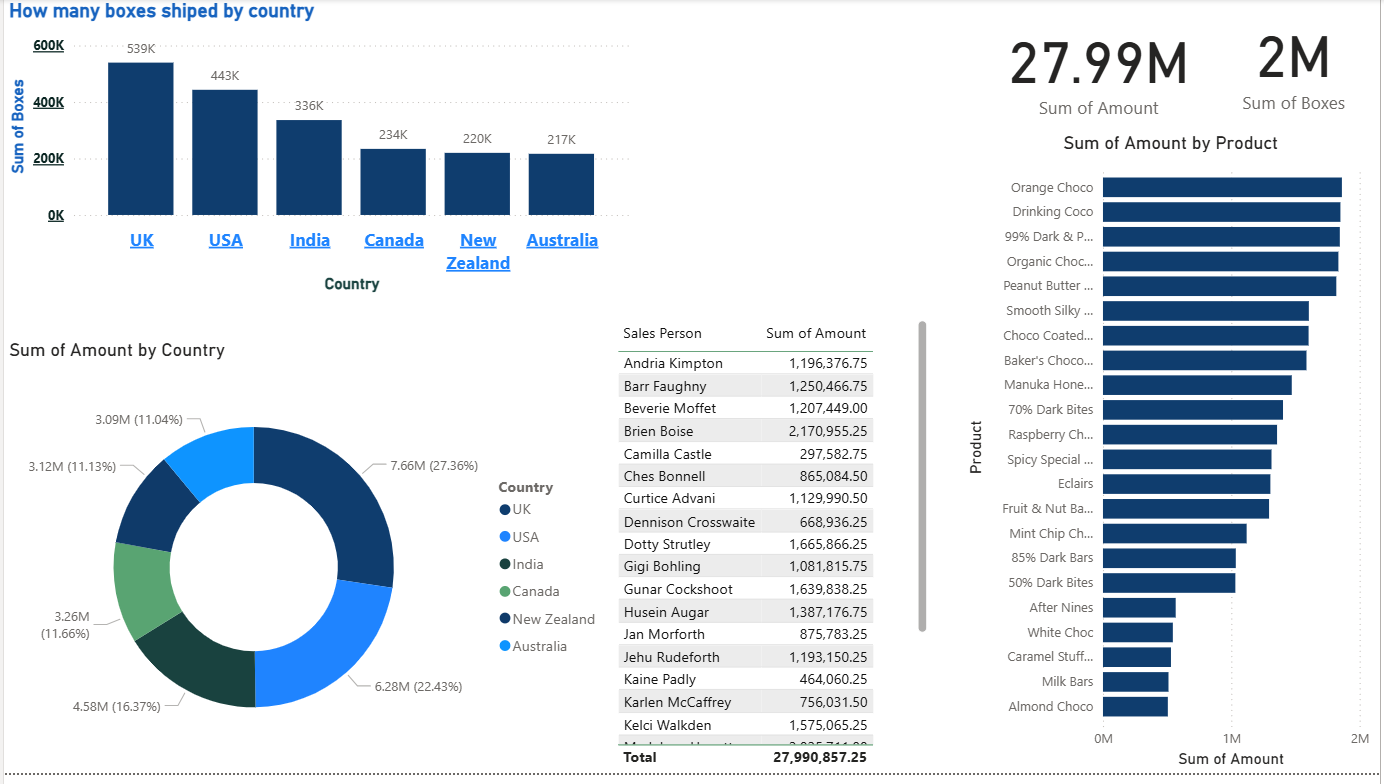 How many boxes shiped by country
Sum of Boxes
600K
400K
200K
0K
539K
443K
336K
234K
220K
217K
UK
USA
India
Canada
New
Zealand
Australia
Country
27.99M
Sum of Amount
2M
Sum of Boxes
Sum of Amount by Country
3.09M (11.04%)
3.12M (11.13%)
3.26M
(11.66%)
4.58M (16.37%)
7.66M (27.36%)
6.28M (22.43%)
Country
UK
USA
India
Canada
New Zealand
Australia
Sales Person Sum of Amount
Andria Kimpton 1,196,376.75
Barr Faughny 1,250,466.75
Beverie Moffet 1,207,449.00
Brien Boise 2,170,955.25
Camilla Castle 297,582.75
Ches Bonnell 865,084.50
Curtice Advani 1,129,990.50
Dennison Crosswaite 668,936.25
Dotty Strutley 1,665,866.25
Gigi Bohling 1,081,815.75
Gunar Cockshoot 1,639,838.25
Husein Augar 1,387,176.75
Jan Morforth 875,783.25
Jehu Rudeforth 1,193,150.25
Kaine Padly 464,060.25
Karlen McCaffrey 756,031.50
Kelci Walkden 1,575,065.25
Total 27,990,857.25
Sum of Amount by Product
Product
Orange Choco
Drinking Coco
99% Dark & P...
Organic Choc...
Peanut Butter ...
Smooth Silky ...
Choco Coated...
Baker's Choco...
Manuka Hone...
70% Dark Bites
Raspberry Ch...
Spicy Special ...
Eclairs
Fruit & Nut Ba...
Mint Chip Ch...
85% Dark Bars
50% Dark Bites
After Nines
White Choc
Caramel Stuff...
Milk Bars
Almond Choco
0M
1M
2M
Sum of Amount